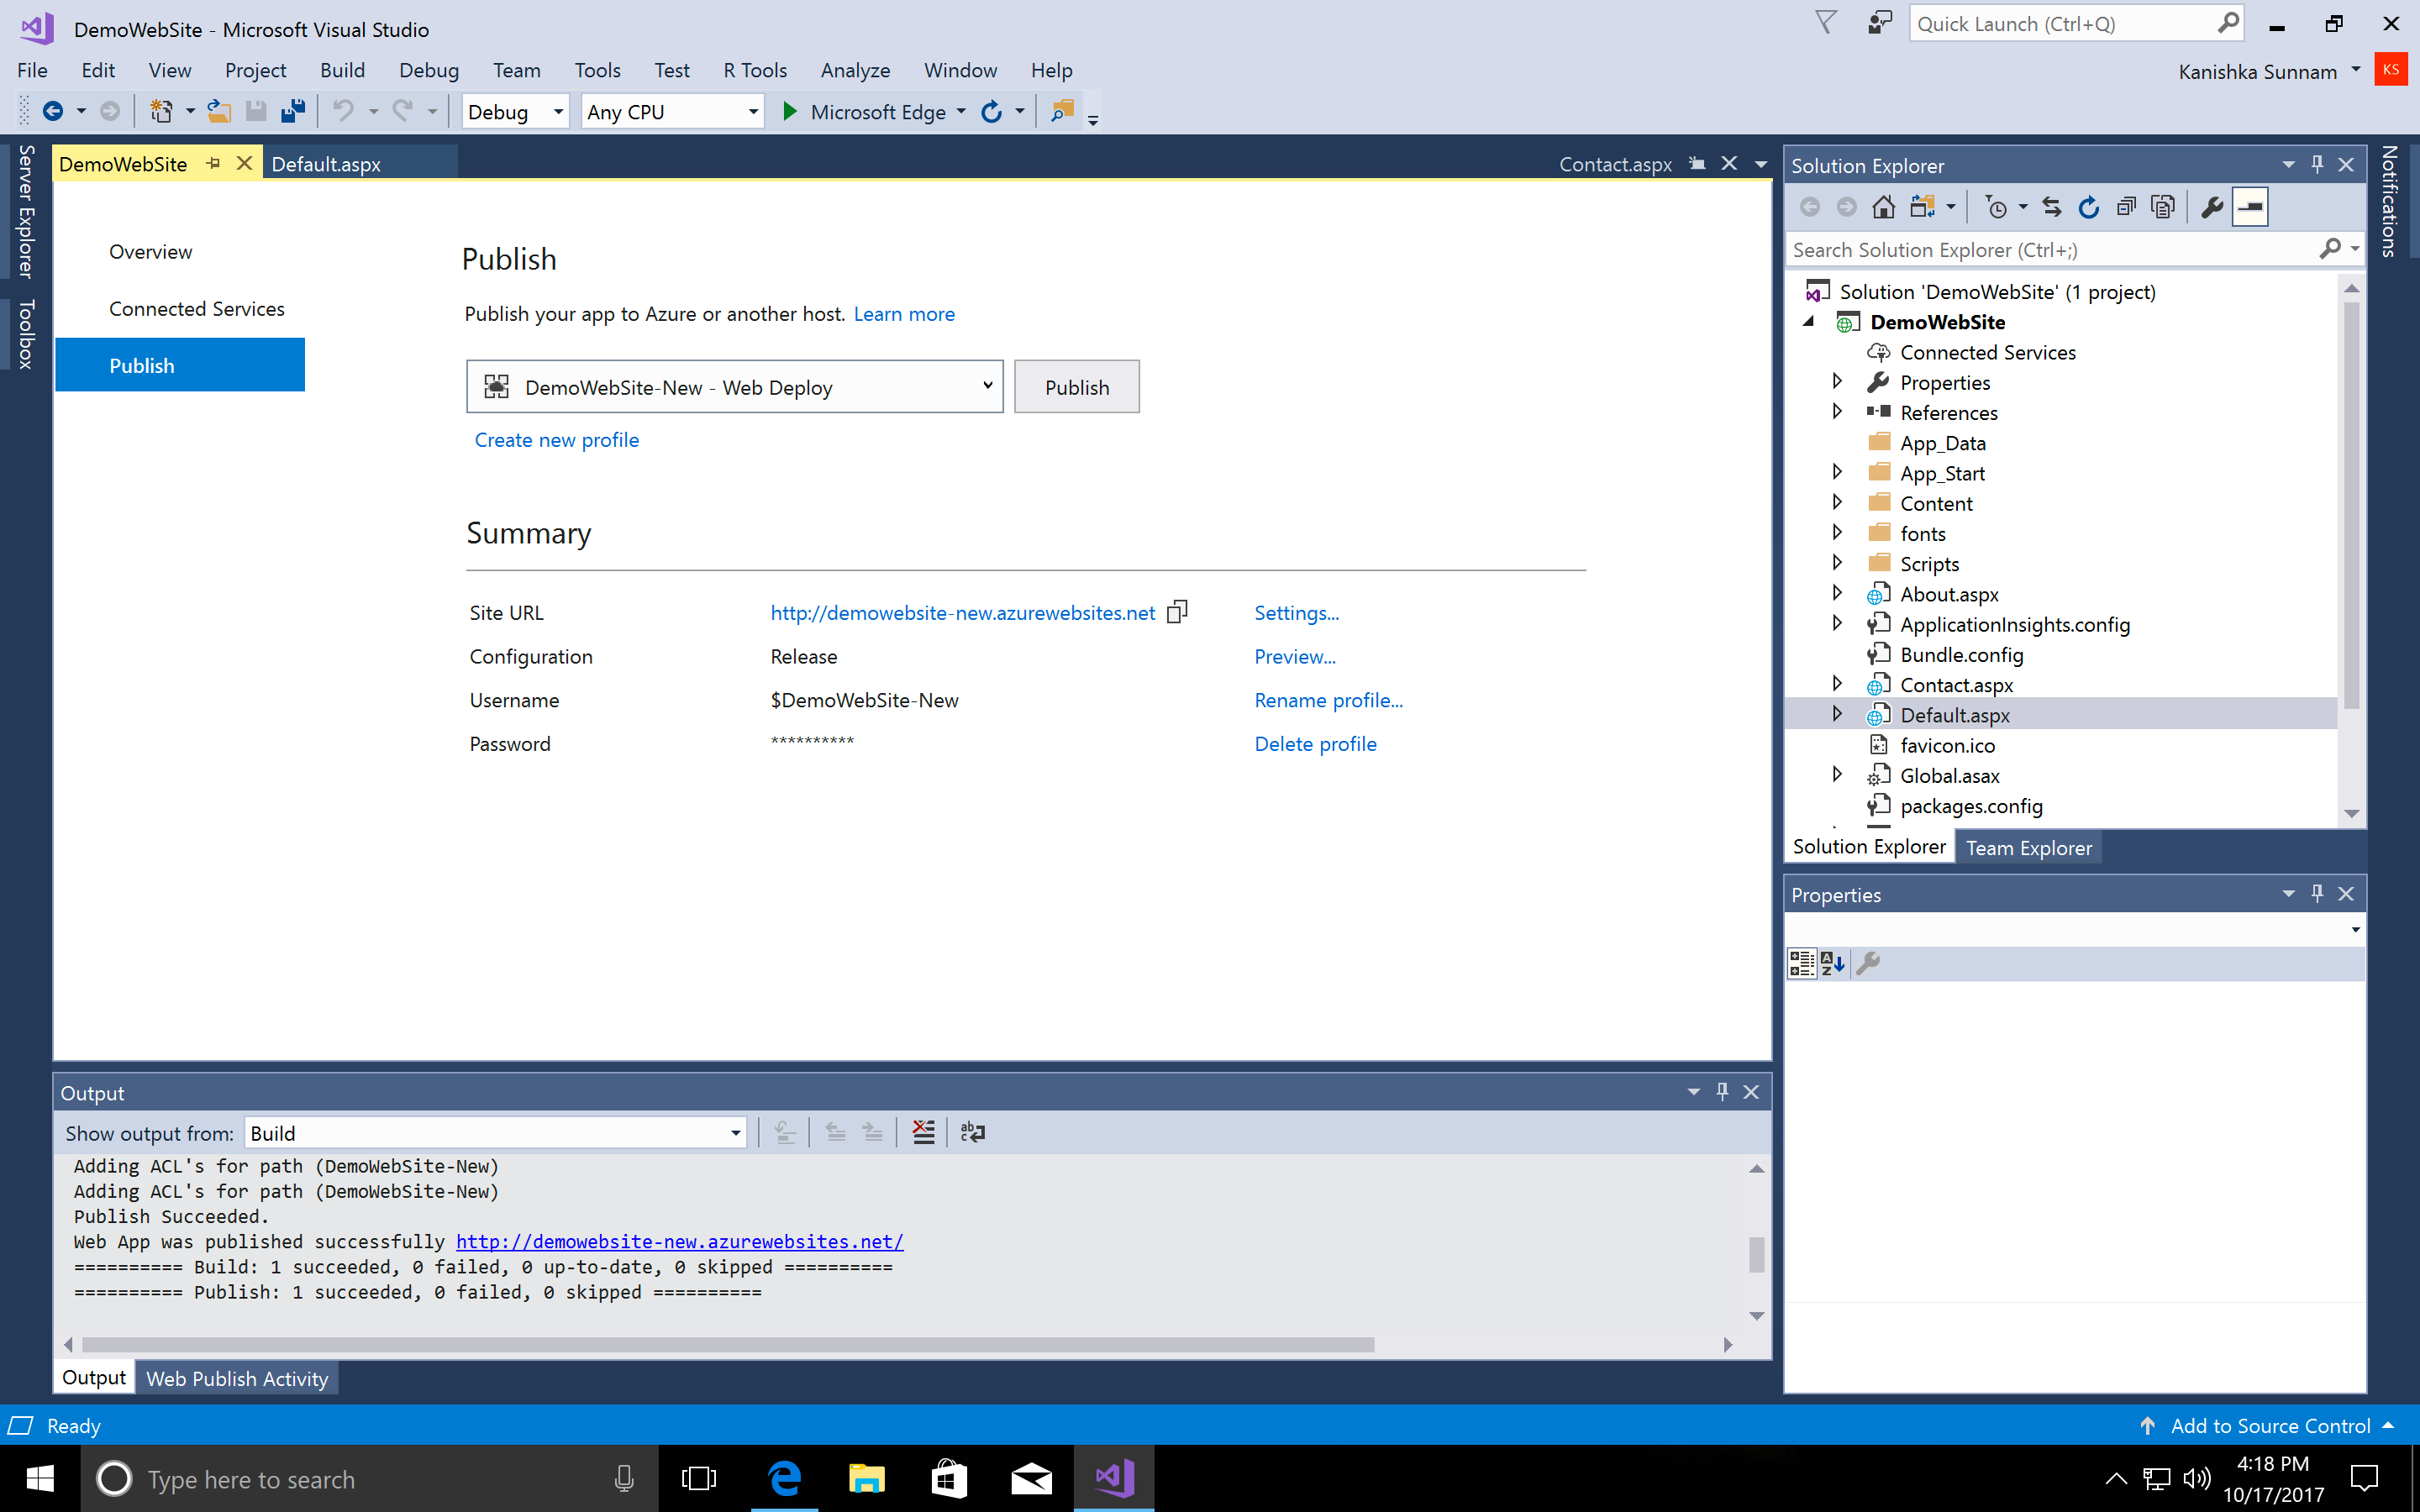 DemoWebSite - Microsoft Visual Studio
Quick Launch (Ctrl+Q)
File Edit View Project Build Debug Team Tools Test R Tools Analyze Window Help
Kanishka Sunnam KS
Debug Any CPU Microsoft Edge
Server Explorer
Toolbox
DemoWebSite Default.aspx Contact.aspx
Overview
Connected Services
Publish
Publish
Publish your app to Azure or another host. Learn more
DemoWebSite-New - Web Deploy Publish
Create new profile
Summary
Site URL http://demowebsite-new.azurewebsites.net Settings...
Configuration Release Preview...
Username $DemoWebSite-New Rename profile...
Password ********** Delete profile
Output
Show output from: Build
Adding ACL's for path (DemoWebSite-New)
Adding ACL's for path (DemoWebSite-New)
Publish Succeeded.
Web App was published successfully http://demowebsite-new.azurewebsites.net/
========== Build: 1 succeeded, 0 failed, 0 up-to-date, 0 skipped ==========
========== Publish: 1 succeeded, 0 failed, 0 skipped ==========
Output Web Publish Activity
Solution Explorer
Search Solution Explorer (Ctrl+;)
Solution 'DemoWebSite' (1 project)
DemoWebSite
Connected Services
Properties
References
App_Data
App_Start
Content
fonts
Scripts
About.aspx
ApplicationInsights.config
Bundle.config
Contact.aspx
Default.aspx
favicon.ico
Global.asax
packages.config
Solution Explorer Team Explorer
Properties
Notifications
Ready
Add to Source Control
Type here to search
4:18 PM
10/17/2017